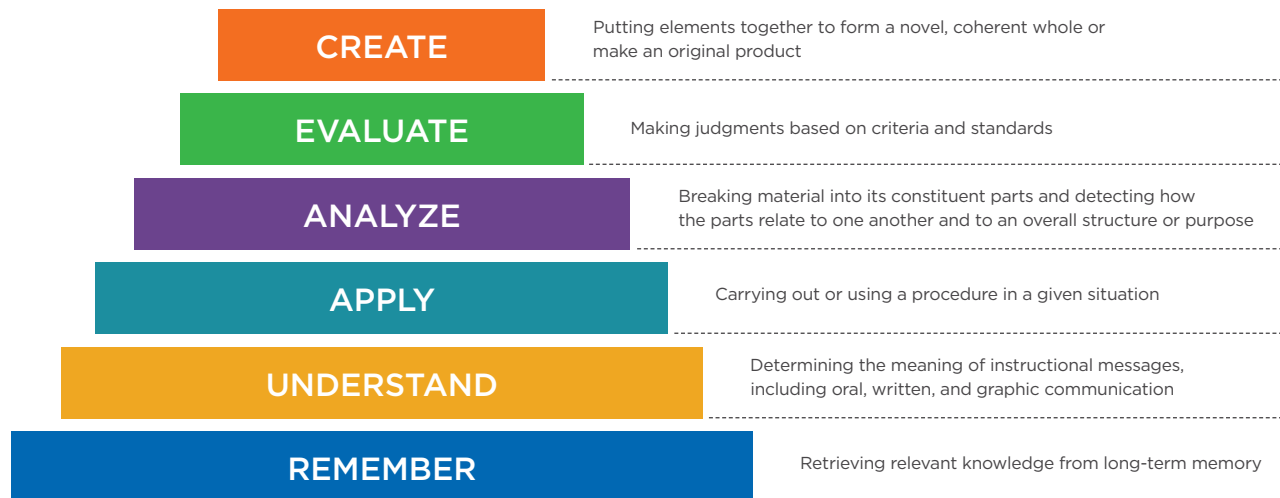 CREATE
Putting elements together to form a novel, coherent whole or
make an original product
EVALUATE
Making judgments based on criteria and standards
ANALYZE
Breaking material into its constituent parts and detecting how
the parts relate to one another and to an overall structure or purpose
APPLY
Carrying out or using a procedure in a given situation
UNDERSTAND
Determining the meaning of instructional messages,
including oral, written, and graphic communication
REMEMBER
Retrieving relevant knowledge from long-term memory